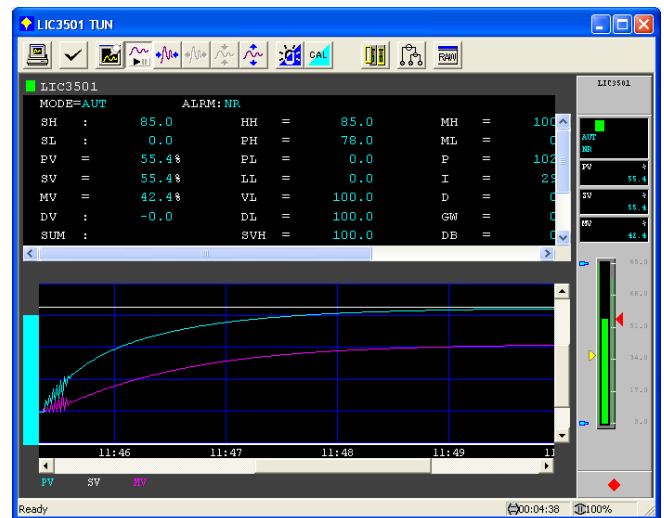 LIC3501 TUN
CAL RAW
LIC3501
MODE=AUT ALRM:NR
SH : 85.0 HH = 85.0 MH = 100
SL : 0.0 PH = 78.0 ML = 0
PV = 55.4% PL = 0.0 P = 102
SV = 55.4% LL = 0.0 I = 29
MV = 42.4% VL = 100.0 D = 0
DV : -0.0 DL = 100.0 GW = 0
SUM : SVH = 100.0 DB = 0
11:46 11:47 11:48 11:49 11
PV SV MV
LIC3501
AUT
NR
PV %
55.4
SV %
55.4
MV %
42.4
85.0
68.0
51.0
34.0
17.0
0.0
Ready 00:04:38 100%